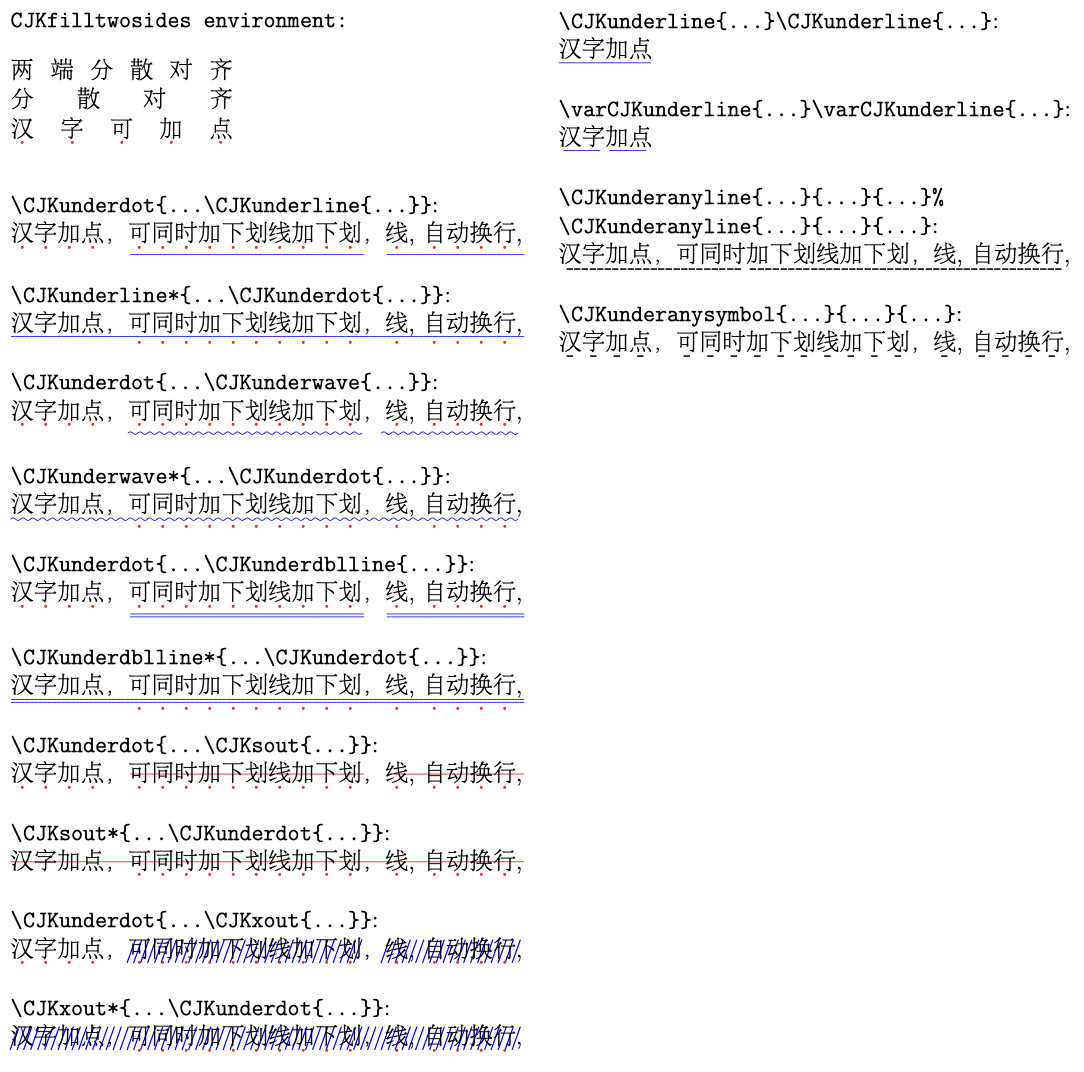 CJKfilltwosides environment:
两 端 分 散 对 齐
分 散 对 齐
汉 字 可 加 点
\CJKunderdot{...\CJKunderline{...}}:
汉字加点，可同时加下划线加下划，线, 自动换行,
\CJKunderline*{...\CJKunderdot{...}}:
汉字加点，可同时加下划线加下划，线, 自动换行,
\CJKunderdot{...\CJKunderwave{...}}:
汉字加点，可同时加下划线加下划，线, 自动换行,
\CJKunderwave*{...\CJKunderdot{...}}:
汉字加点，可同时加下划线加下划，线, 自动换行,
\CJKunderdot{...\CJKunderdblline{...}}:
汉字加点，可同时加下划线加下划，线, 自动换行,
\CJKunderdblline*{...\CJKunderdot{...}}:
汉字加点，可同时加下划线加下划，线, 自动换行,
\CJKunderdot{...\CJKsout{...}}:
汉字加点，可同时加下划线加下划，线, 自动换行,
\CJKsout*{...\CJKunderdot{...}}:
汉字加点，可同时加下划线加下划，线, 自动换行,
\CJKunderdot{...\CJKxout{...}}:
汉字加点，可同时加下划线加下划，线, 自动换行,
\CJKxout*{...\CJKunderdot{...}}:
汉字加点，可同时加下划线加下划，线, 自动换行,
\CJKunderline{...}\CJKunderline{...}:
汉字加点
\varCJKunderline{...}\varCJKunderline{...}:
汉字加点
\CJKunderanyline{...}{...}{...}%
\CJKunderanyline{...}{...}{...}:
汉字加点，可同时加下划线加下划，线, 自动换行,
\CJKunderanysymbol{...}{...}{...}:
汉字加点，可同时加下划线加下划，线, 自动换行,